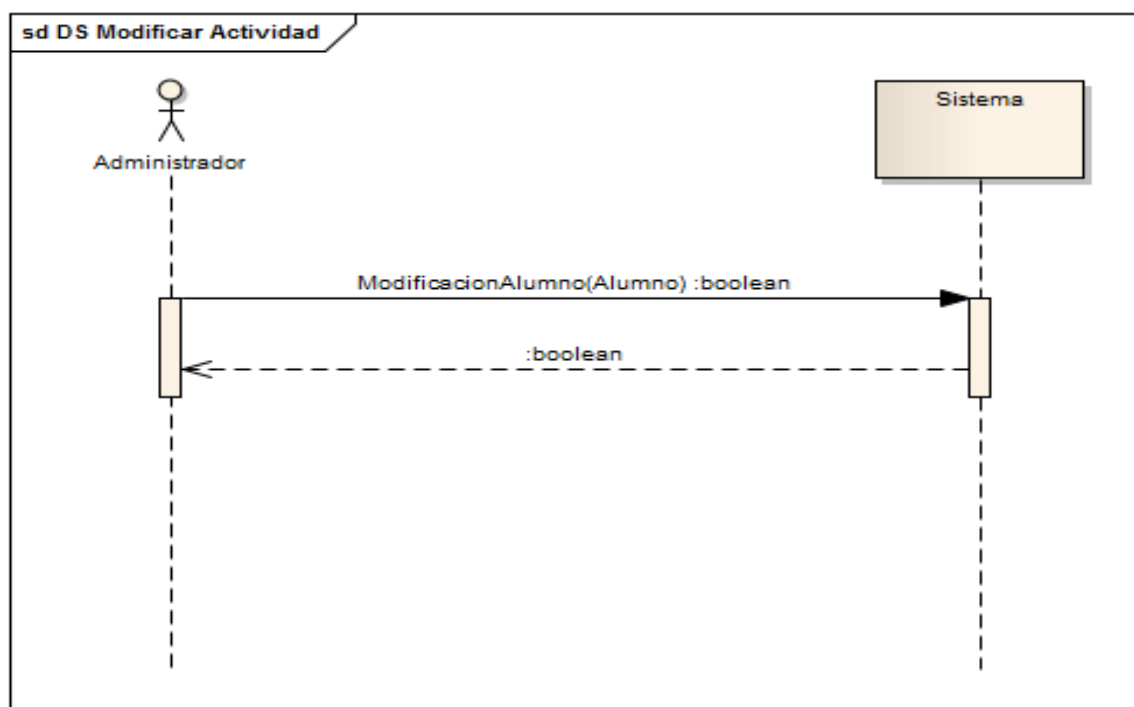 sd DS Modificar Actividad
Administrador
Sistema
ModificacionAlumno(Alumno) :boolean
:boolean